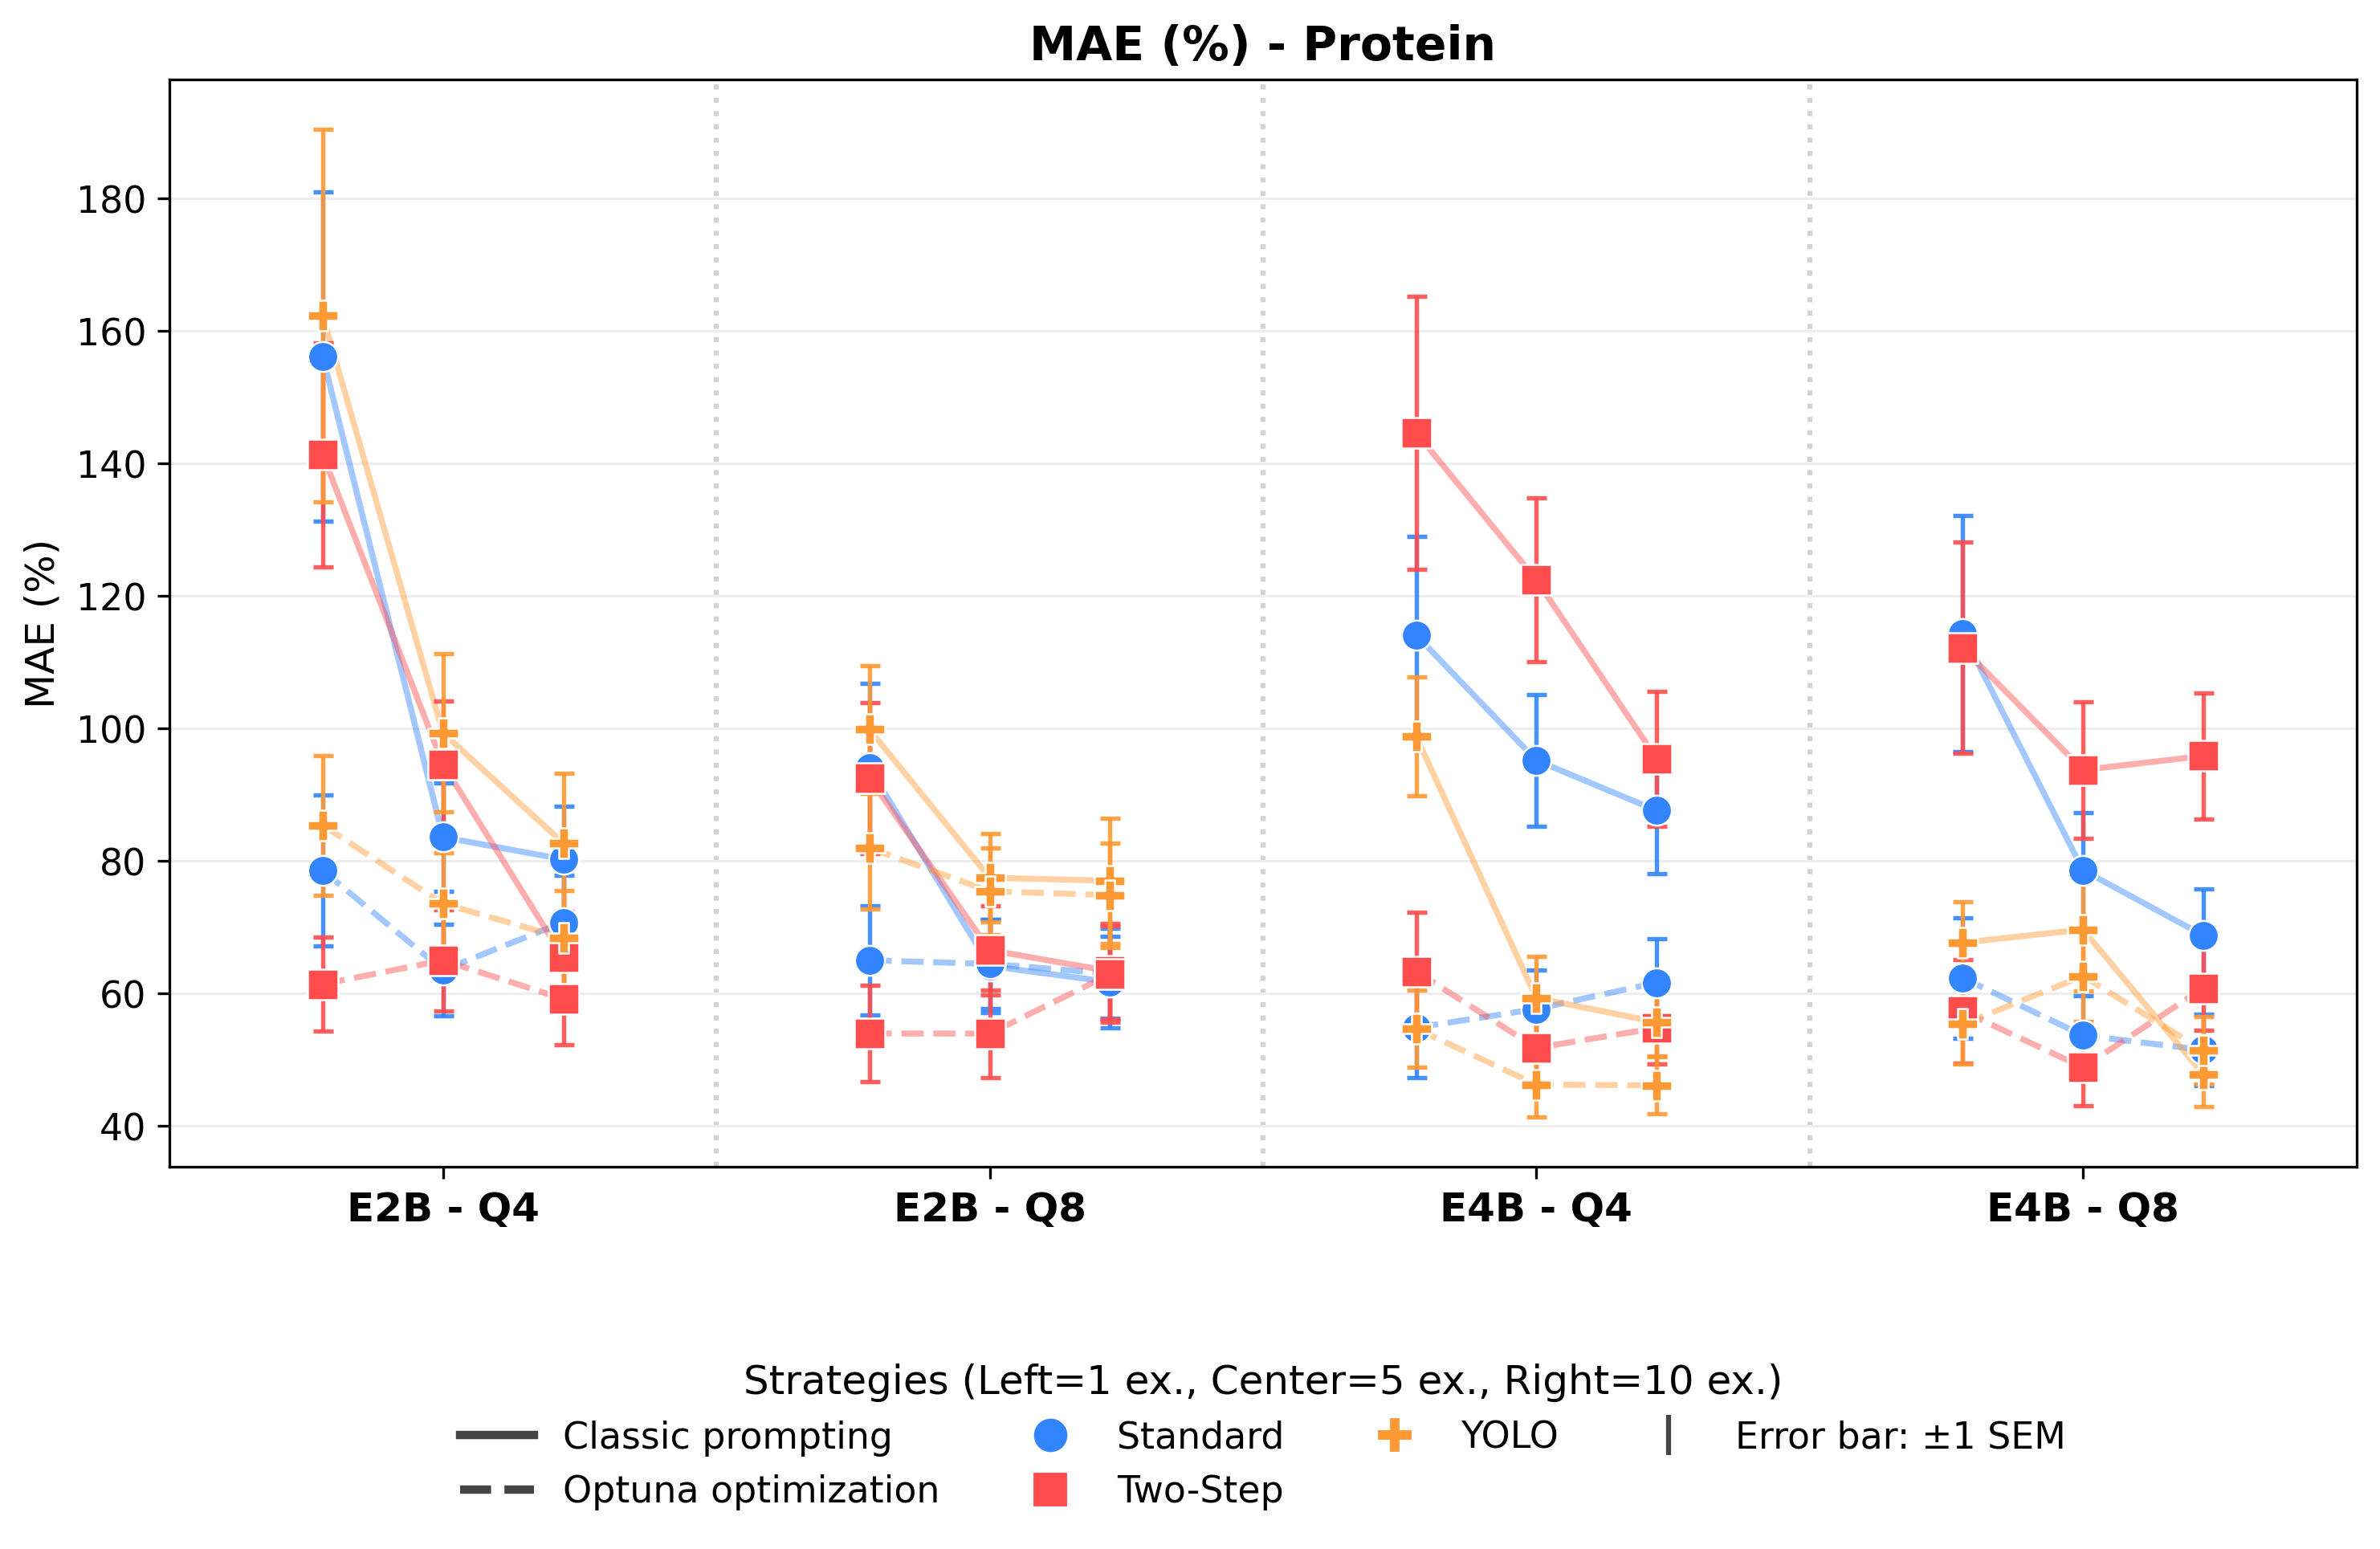 MAE (%) - Protein
MAE (%)
180
160
140
120
100
80
60
40
E2B - Q4
E2B - Q8
E4B - Q4
E4B - Q8
Strategies (Left=1 ex., Center=5 ex., Right=10 ex.)
Classic prompting
Standard
YOLO
Error bar: ±1 SEM
Optuna optimization
Two-Step